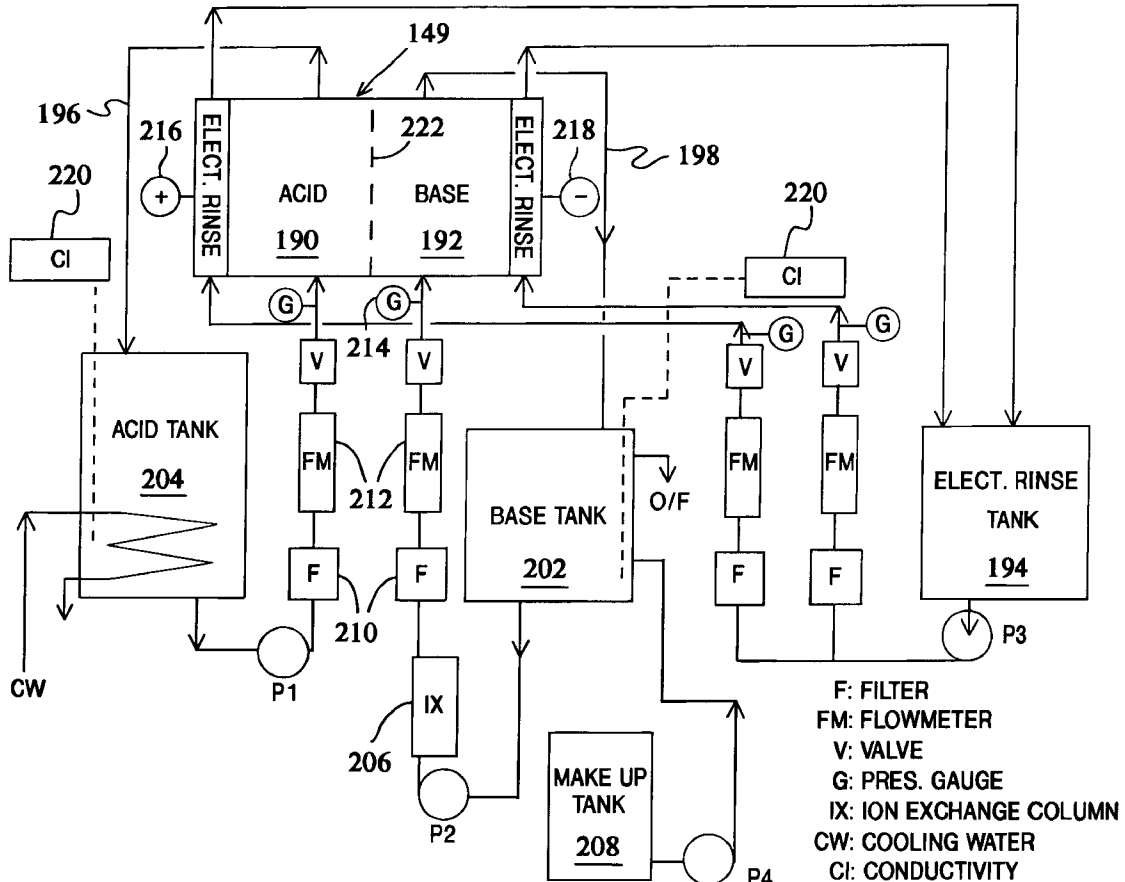 149
196
216
+
ELECT. RINSE
ACID
190
222
BASE
192
ELECT. RINSE
218
−
198
220
CI
220
CI
G
G
214
G
G
V
V
V
V
ACID TANK
204
FM
212
FM
BASE TANK
202
O/F
FM
FM
ELECT. RINSE
TANK
194
F
210
F
F
F
CW
P1
IX
206
P2
P3
MAKE UP
TANK
208
P4
F: FILTER
FM: FLOWMETER
V: VALVE
G: PRES. GAUGE
IX: ION EXCHANGE COLUMN
CW: COOLING WATER
CI: CONDUCTIVITY